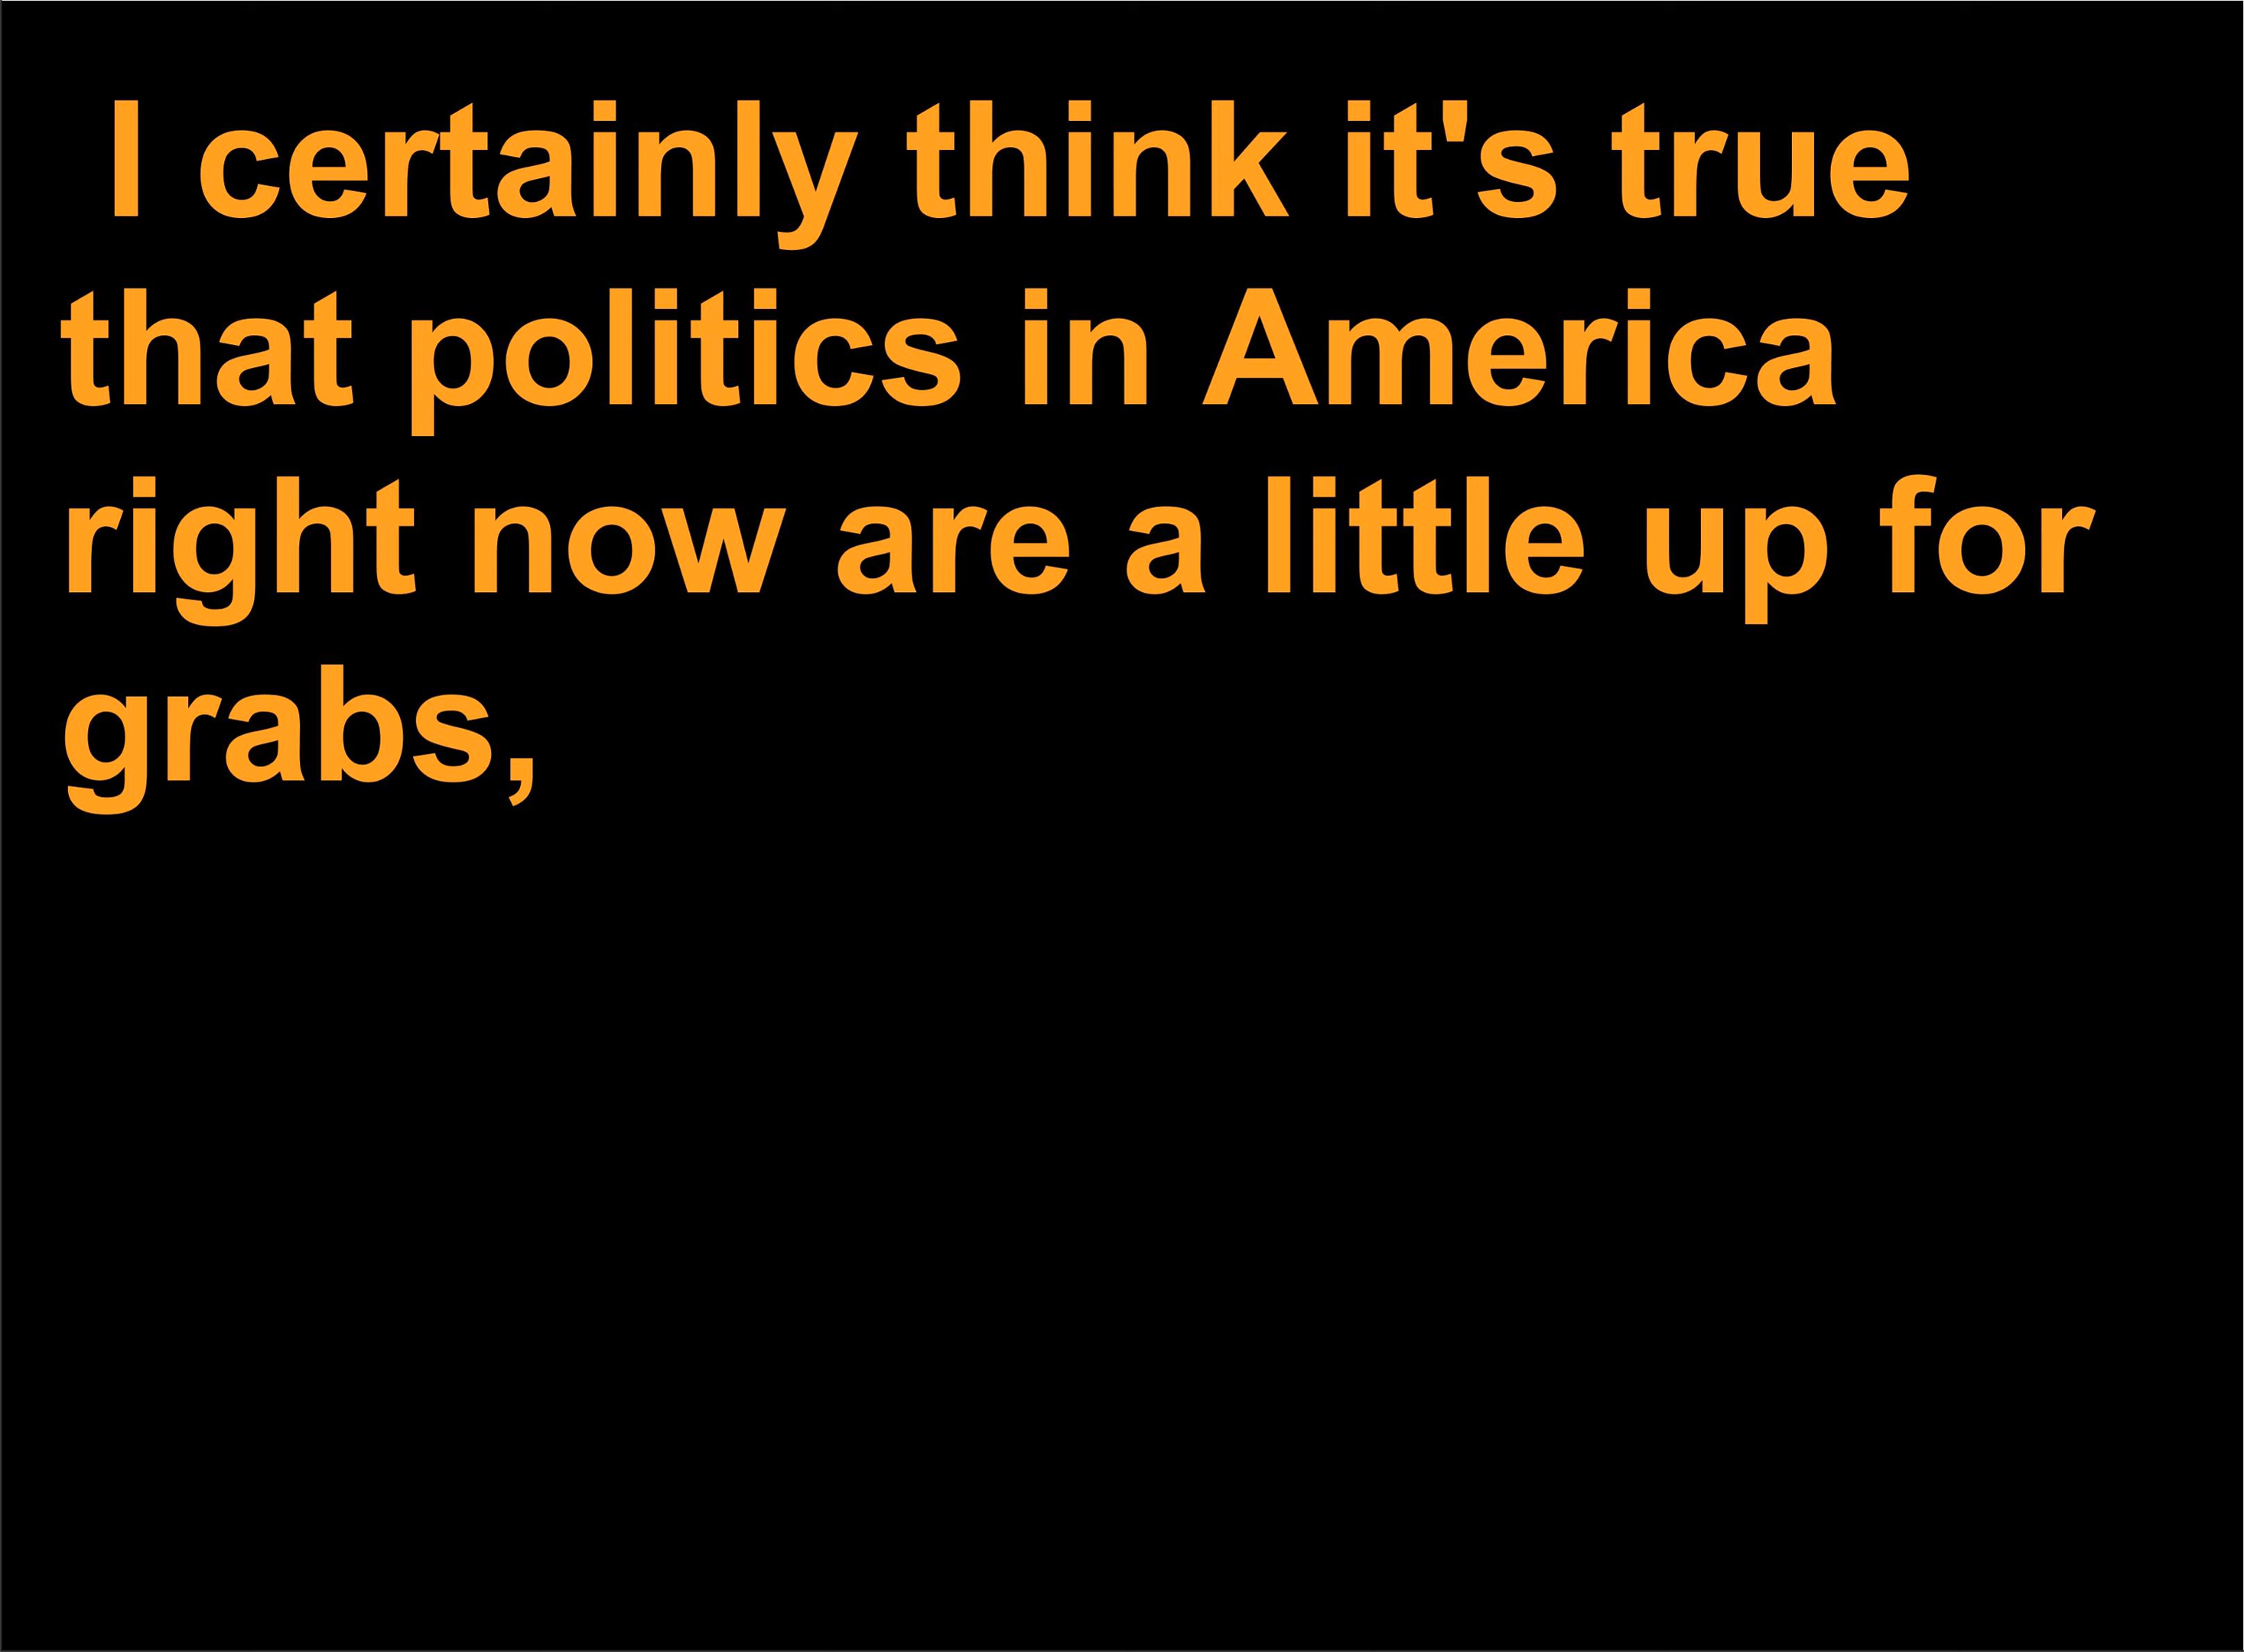 I certainly think it's true
that politics in America
right now are a little up for
grabs,